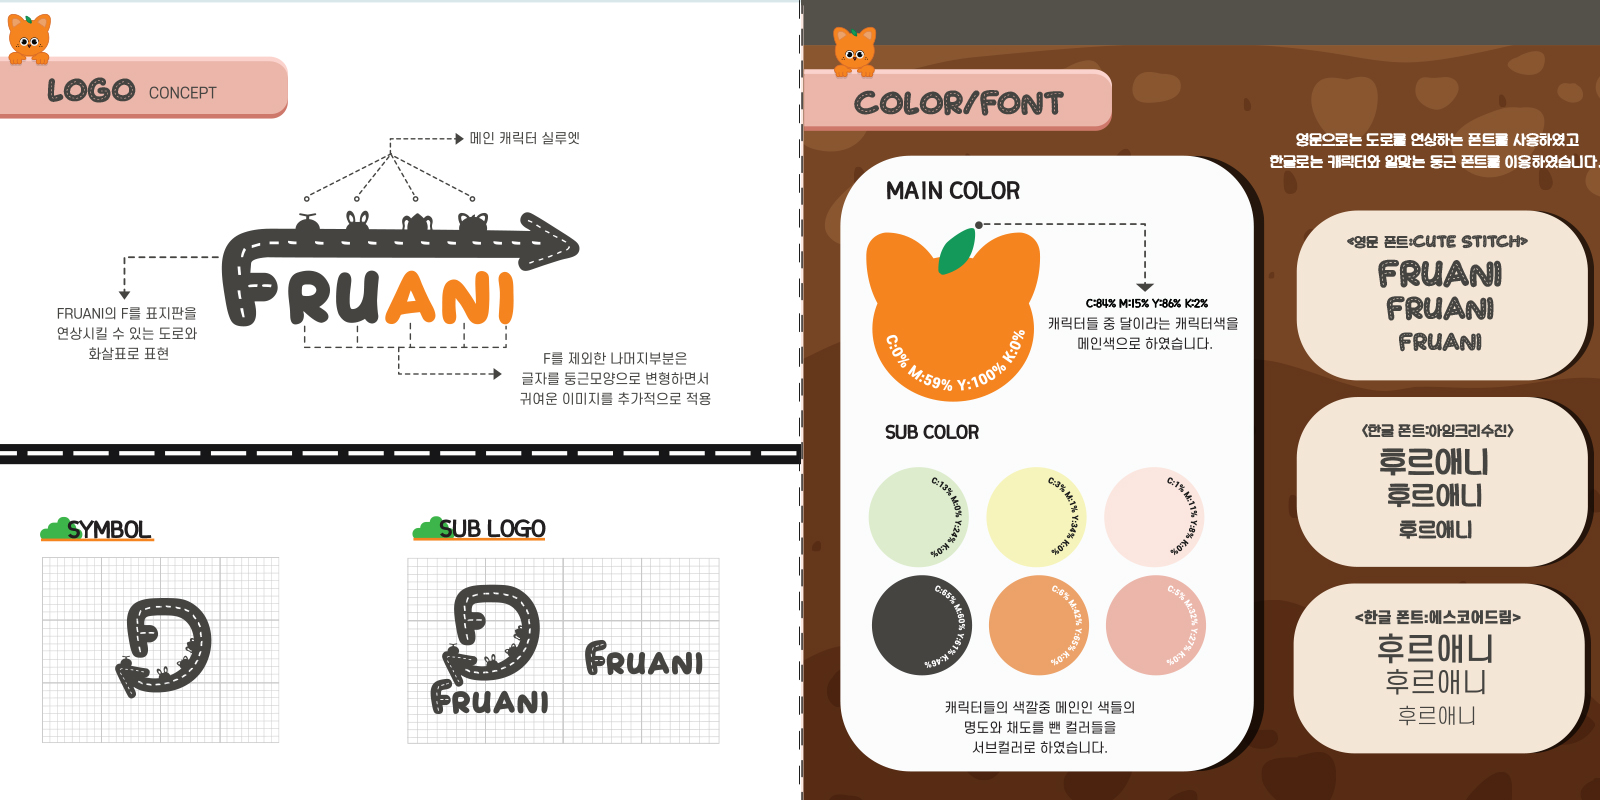 LOGO CONCEPT
메인 캐릭터 실루엣
FRUANI
FRUANI의 F를 표지판을
연상시킬 수 있는 도로와
화살표로 표현
F를 제외한 나머지부분은
글자를 둥근모양으로 변형하면서
귀여운 이미지를 추가적으로 적용
SYMBOL
SUB LOGO
FRUANI
FRUANI
COLOR/FONT
영문으로는 도로를 연상하는 폰트를 사용하였고
한글로는 캐릭터와 알맞는 둥근 폰트를 이용하였습니다.
MAIN COLOR
C:84% M:15% Y:86% K:2%
캐릭터들 중 달이라는 캐릭터색을
메인색으로 하였습니다.
C:0% M:59% Y:100% K:0%
SUB COLOR
C:13% M:0% Y:24% K:0%
C:3% M:1% Y:34% K:0%
C:1% M:11% Y:8% K:0%
C:65% M:60% Y:61% K:46%
C:6% M:42% Y:65% K:0%
C:5% M:32% Y:27% K:0%
캐릭터들의 색깔중 메인인 색들의
명도와 채도를 뺀 컬러들을
서브컬러로 하였습니다.
<영문 폰트:CUTE STITCH>
FRUANI
FRUANI
FRUANI
<한글 폰트:아임크리수진>
후르애니
후르애니
후르애니
<한글 폰트:에스코어드림>
후르애니
후르애니
후르애니